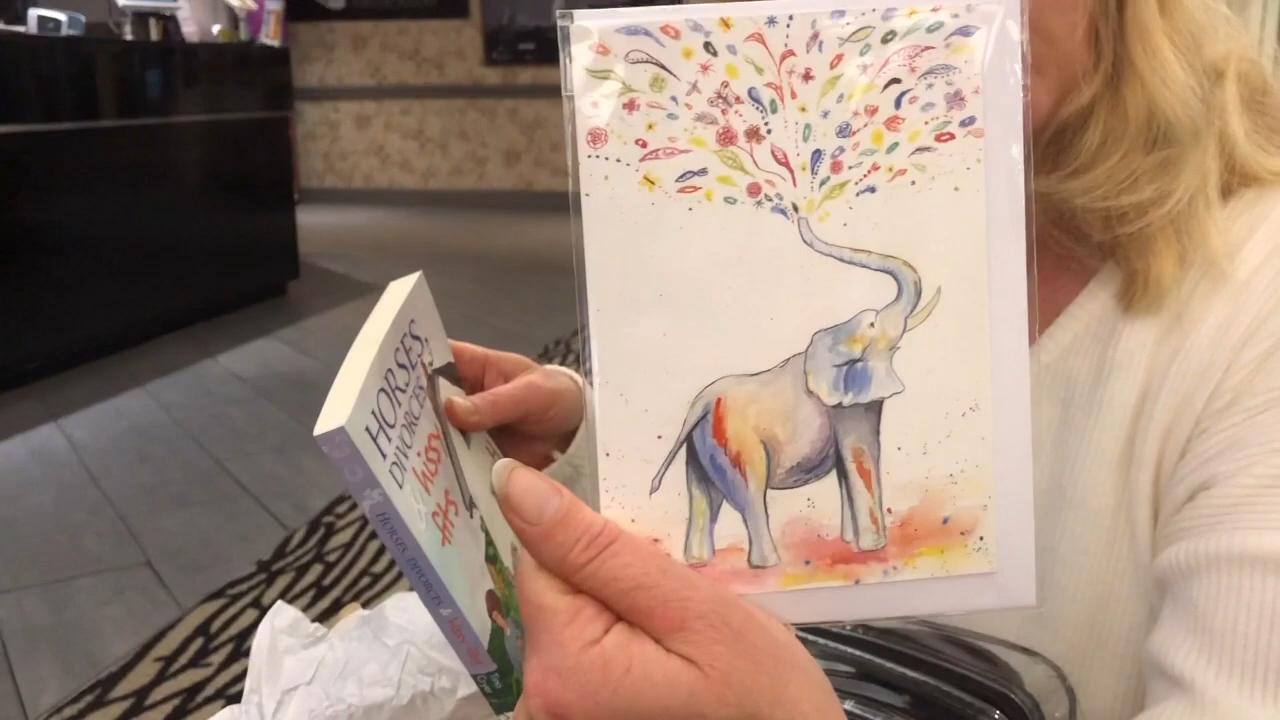 HORSES,
DIVORCES
& hissy
fits
HORSES, DIVORCES & hissy fits